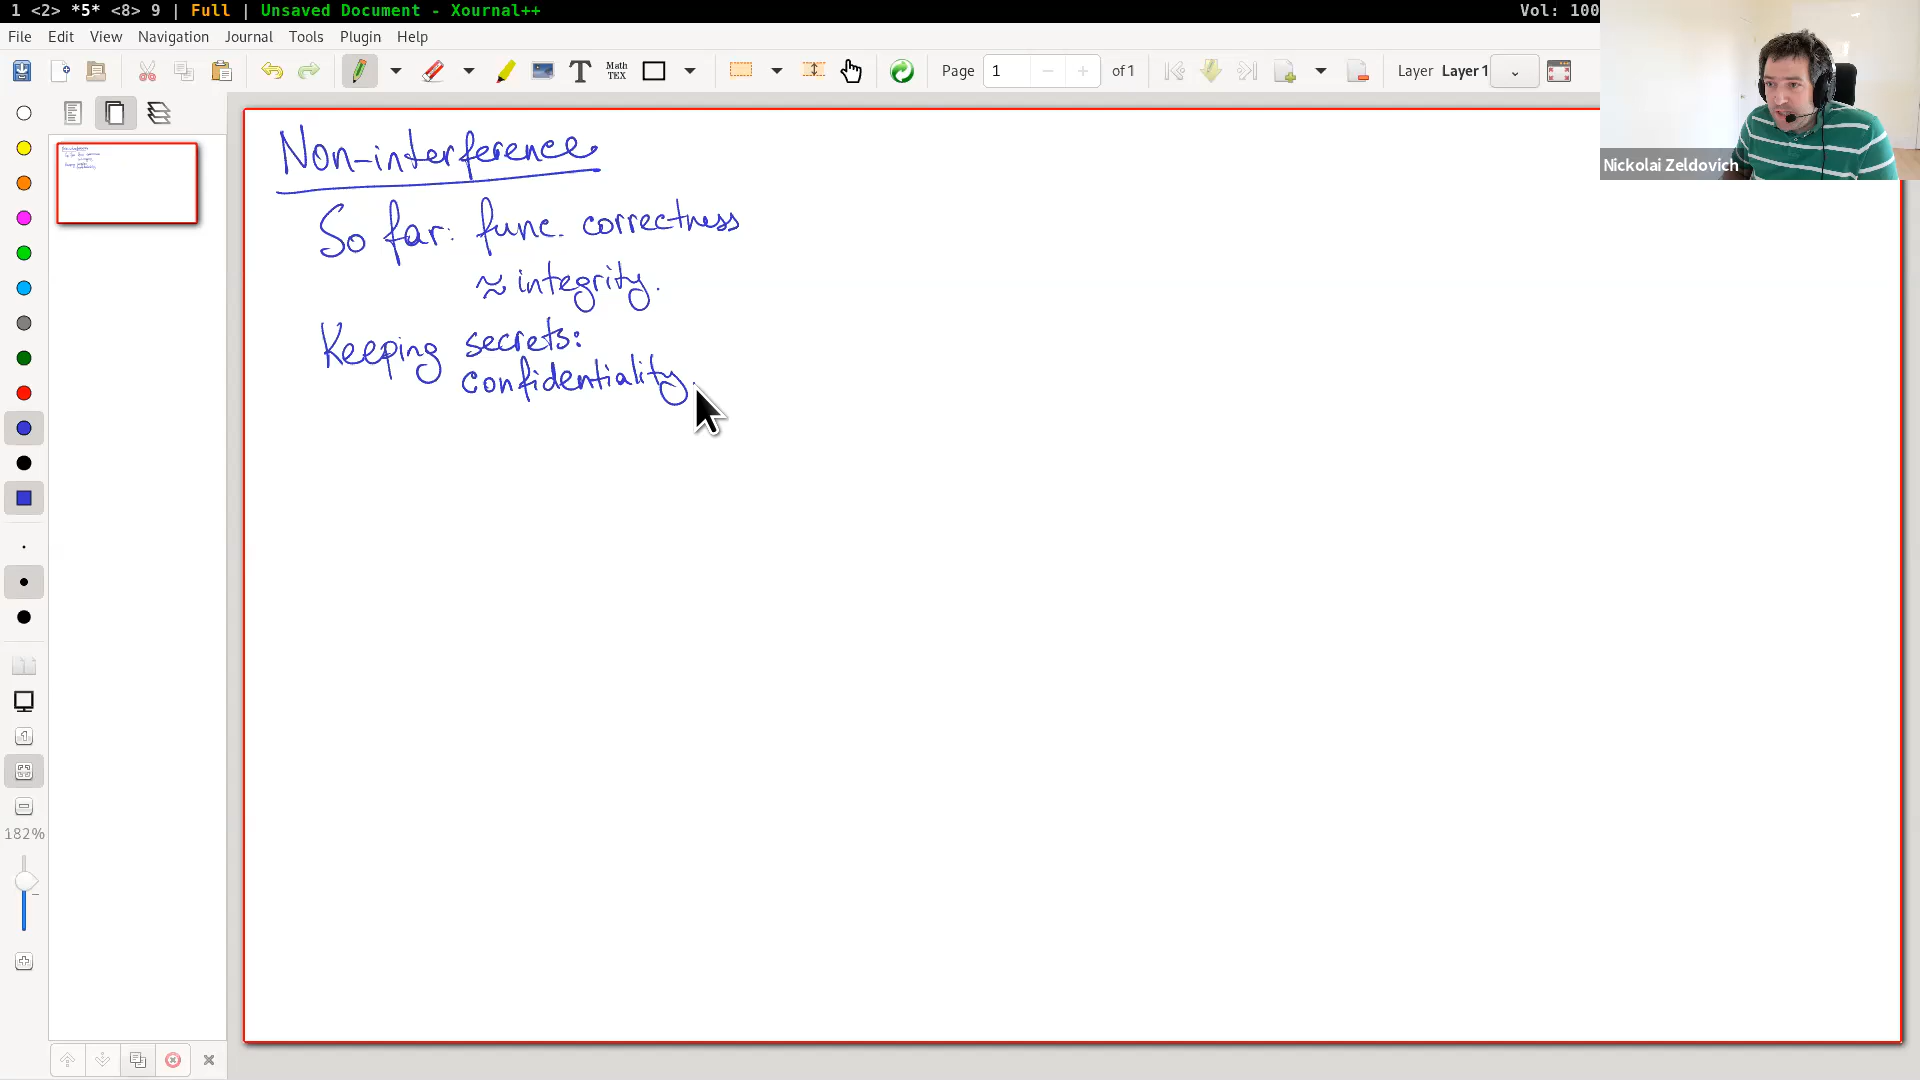 1 <2> *5* <8> 9 | Full | Unsaved Document - Xournal++
Vol: 100
File Edit View Navigation Journal Tools Plugin Help
Math
TEX
Page 1 of 1
Layer Layer 1
Nickolai Zeldovich
Non-interference
So far: func. correctness
≈ integrity.
Keeping secrets:
confidentiality.
182%